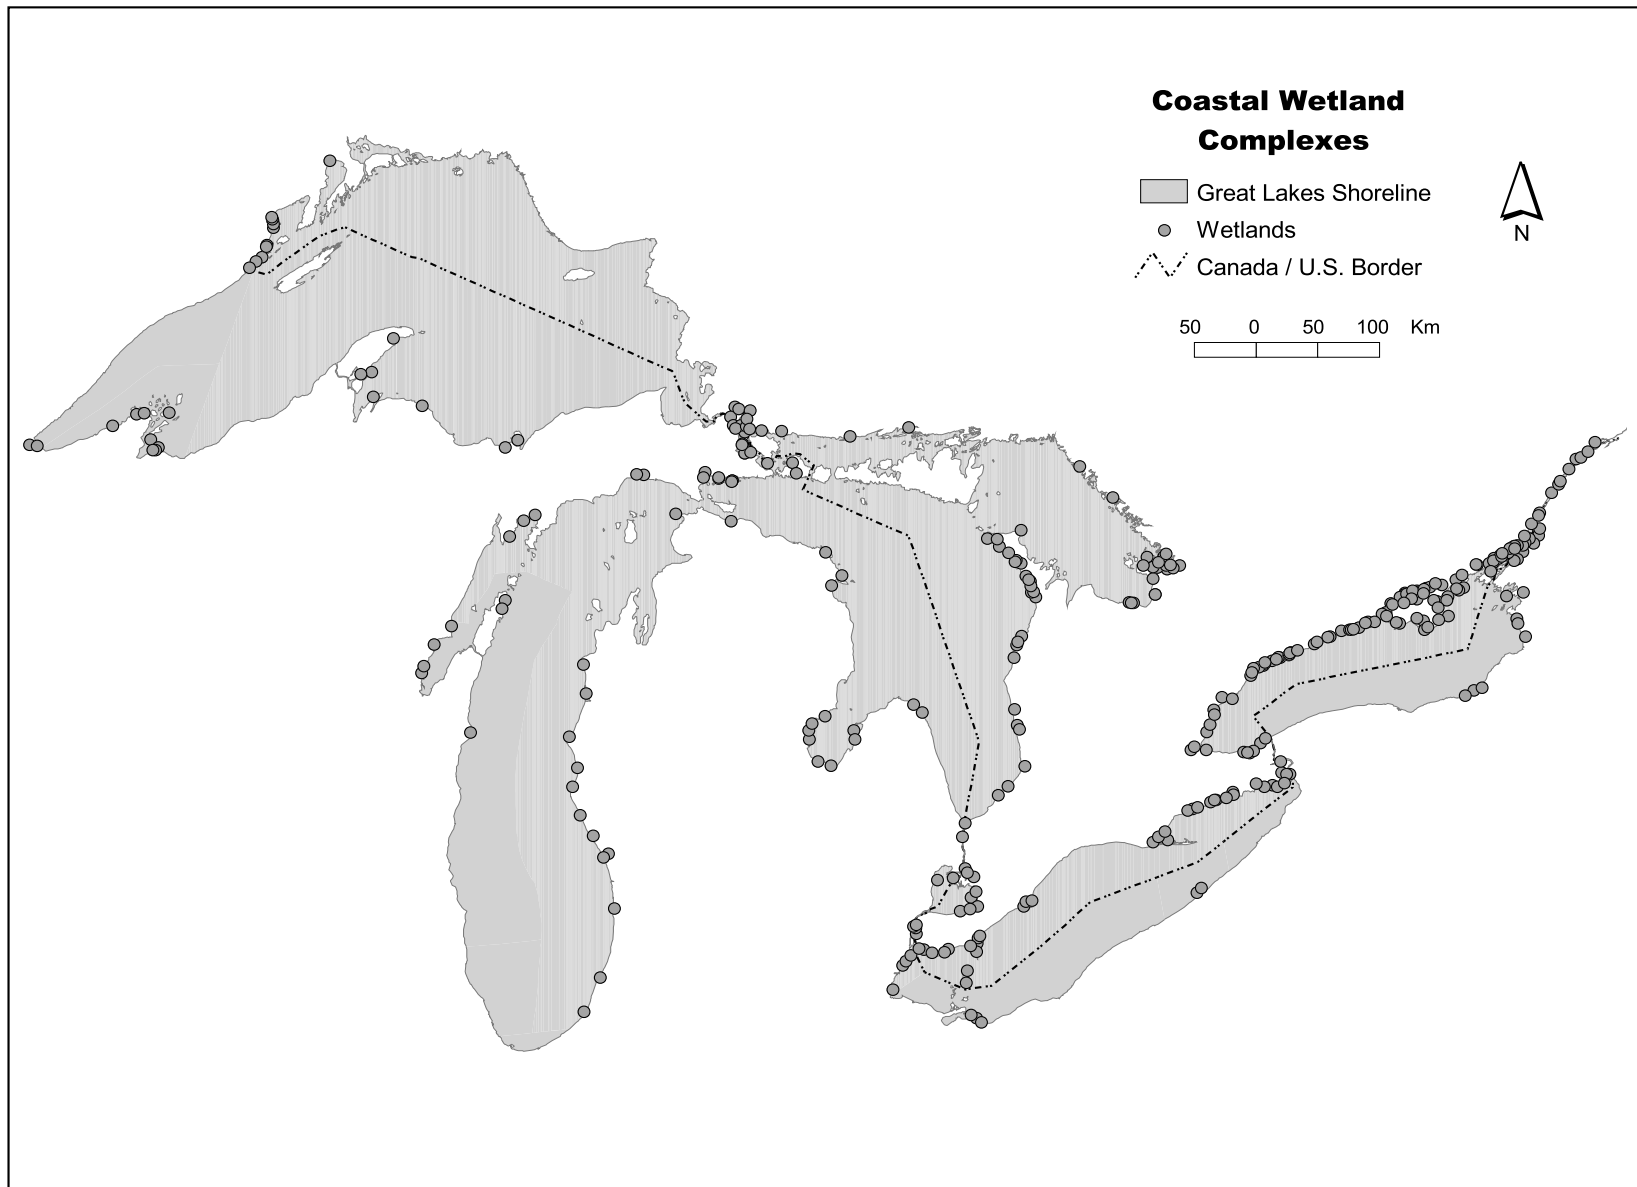 Coastal Wetland
Complexes
Great Lakes Shoreline
Wetlands
Canada / U.S. Border
N
50 0 50 100 Km